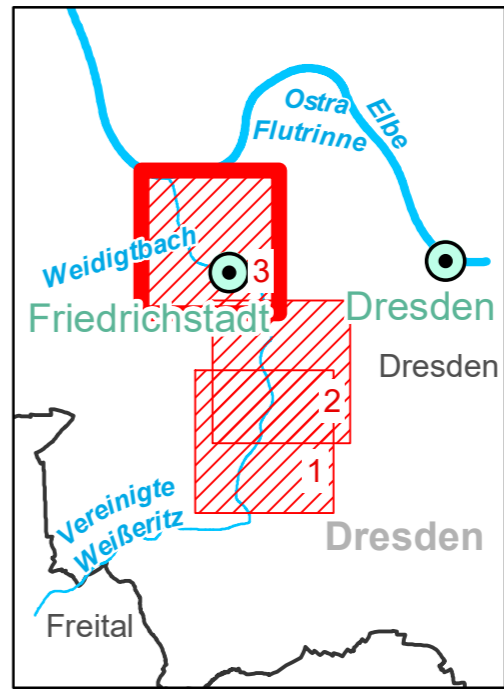 Ostra
Flutrinne
Elbe
Weidigtbach
3
Friedrichstadt
Dresden
Dresden
2
1
Vereinigte
Weißeritz
Dresden
Freital